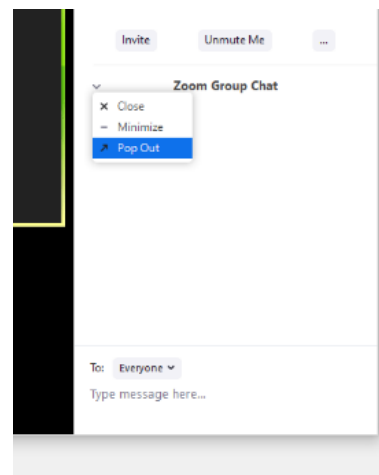 Invite Unmute Me ...
Zoom Group Chat
Close
Minimize
Pop Out
To: Everyone
Type message here...